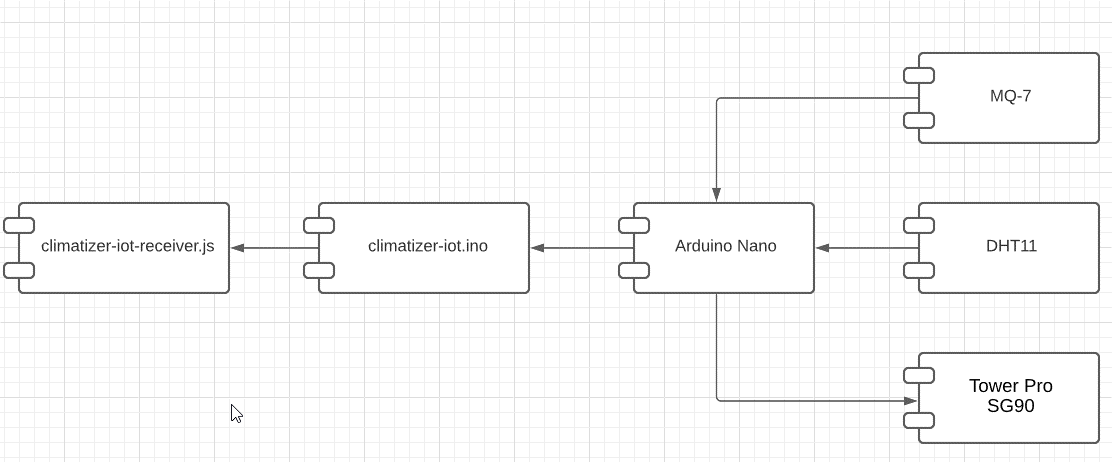 MQ-7
climatizer-iot-receiver.js
climatizer-iot.ino
Arduino Nano
DHT11
Tower Pro
SG90